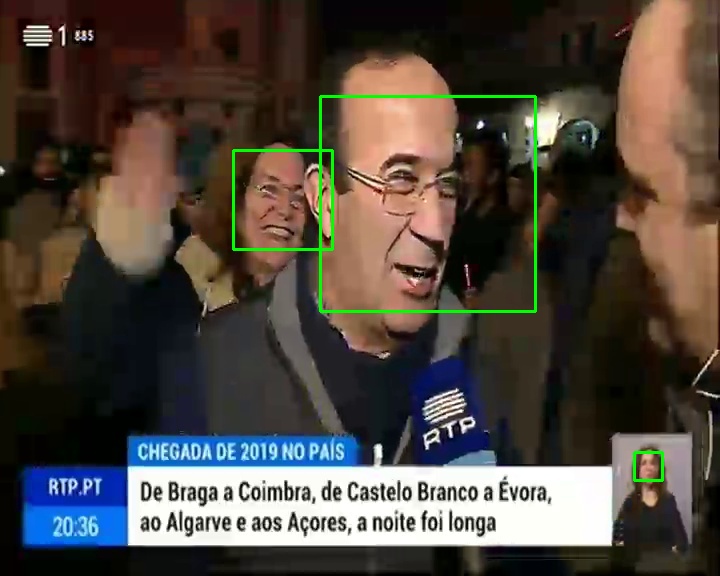 1 885
RTP
CHEGADA DE 2019 NO PAÍS
RTP.PT
20:36
De Braga a Coimbra, de Castelo Branco a Évora,
ao Algarve e aos Açores, a noite foi longa